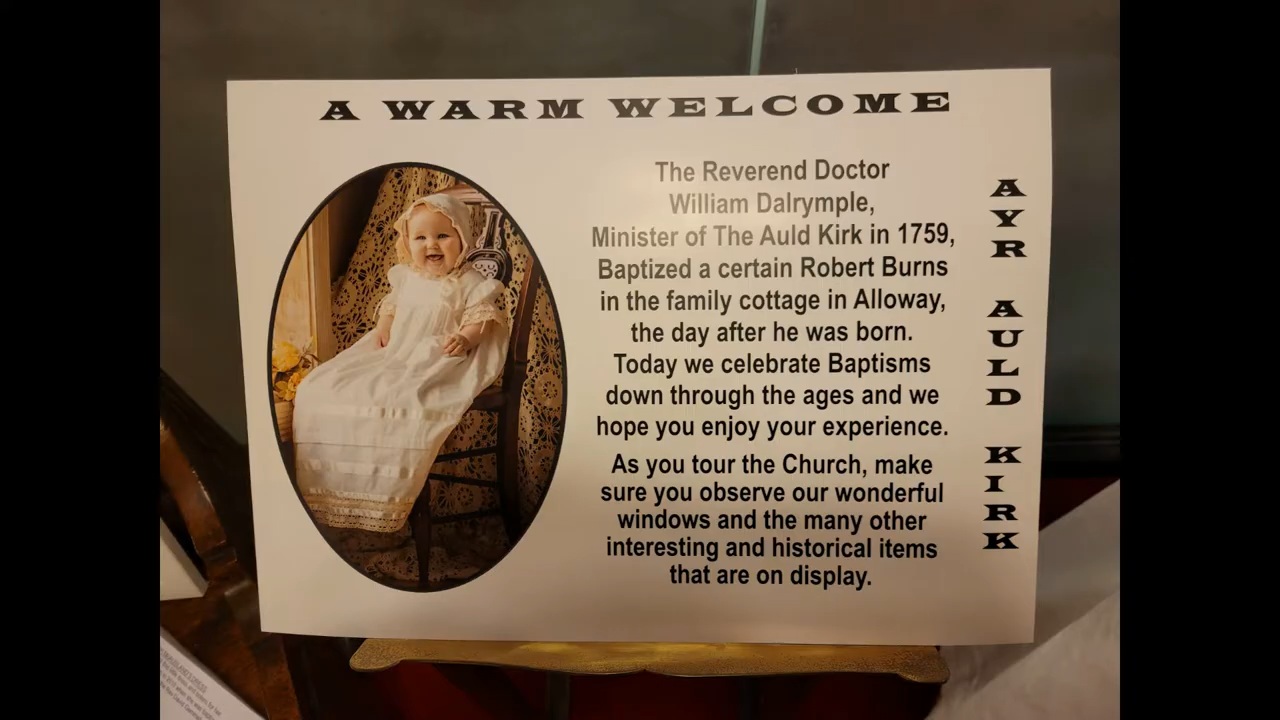 A WARM WELCOME
The Reverend Doctor
William Dalrymple,
Minister of The Auld Kirk in 1759,
Baptized a certain Robert Burns
in the family cottage in Alloway,
the day after he was born.
Today we celebrate Baptisms
down through the ages and we
hope you enjoy your experience.
As you tour the Church, make
sure you observe our wonderful
windows and the many other
interesting and historical items
that are on display.
AYR AULD KIRK